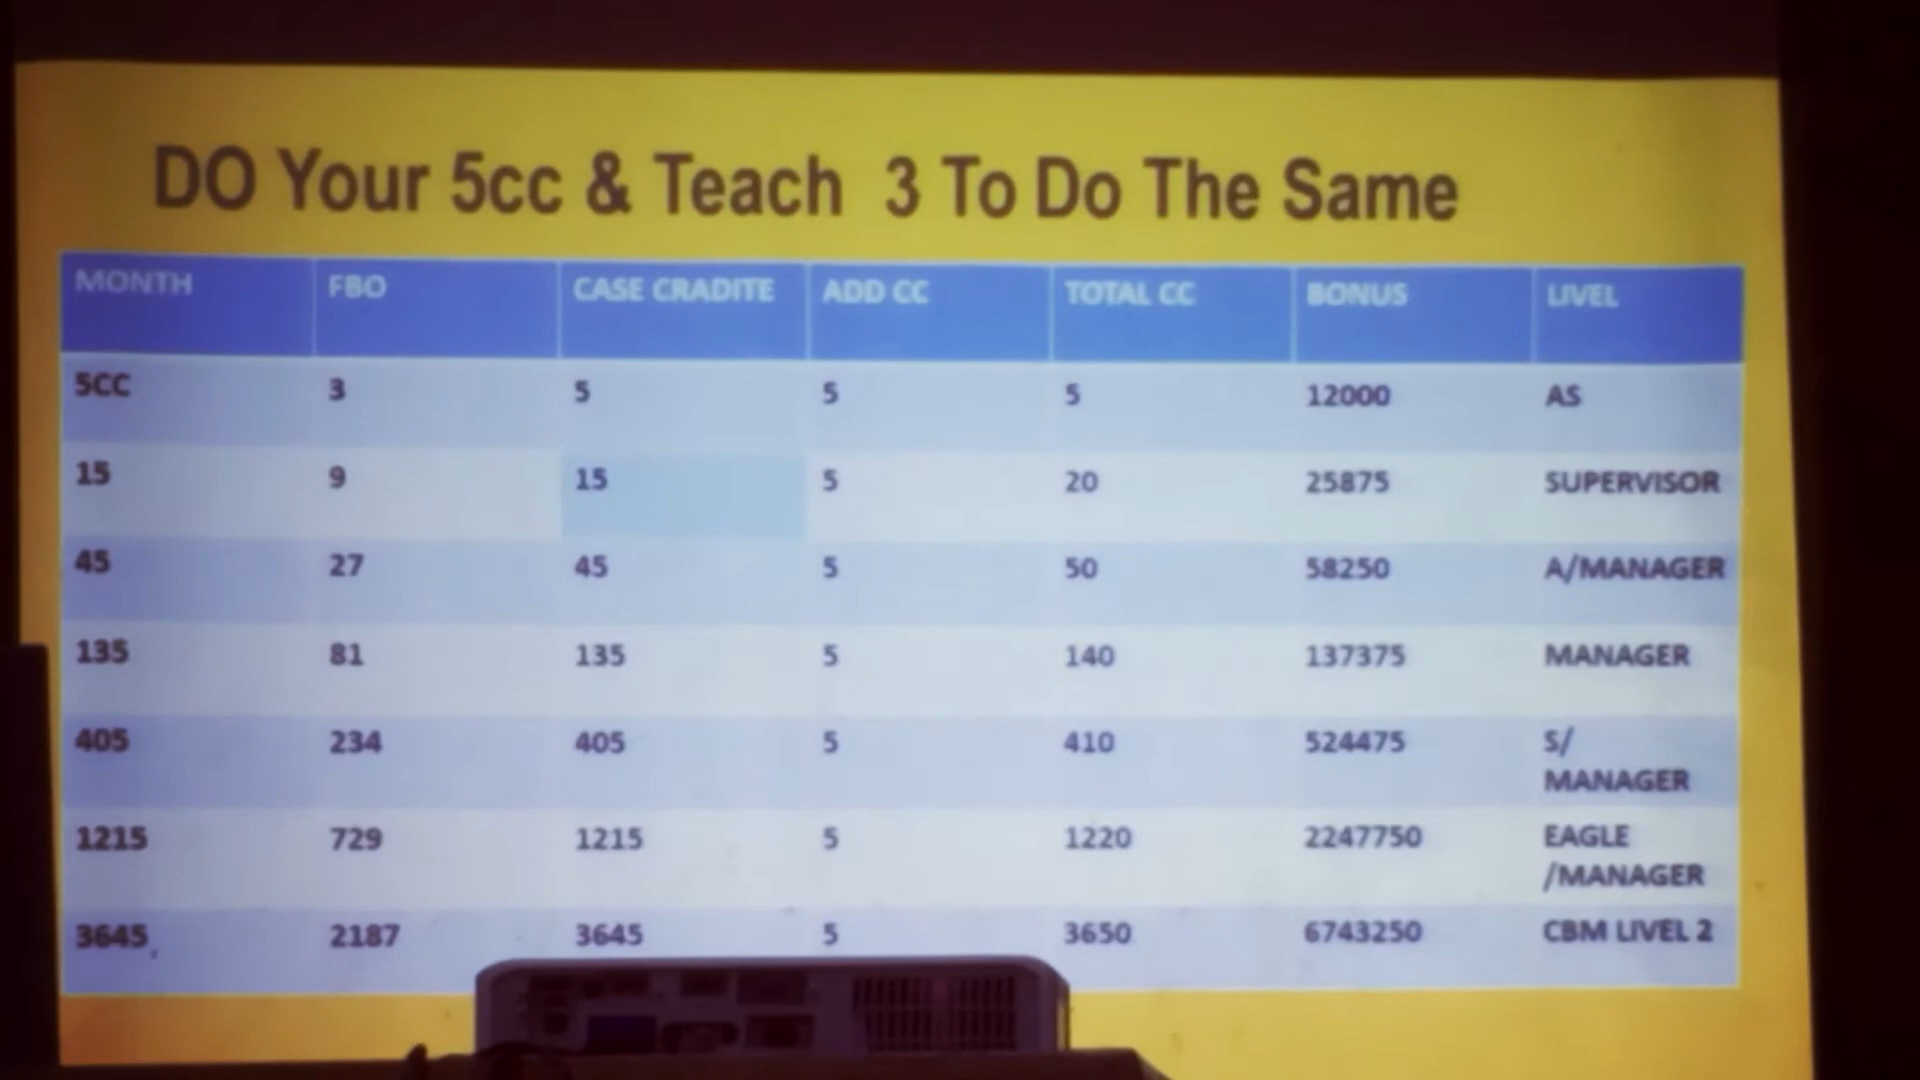 DO Your 5cc & Teach 3 To Do The Same
MONTH FBO CASE CRADITE ADD CC TOTAL CC BONUS LIVEL
5CC 3 5 5 5 12000 AS
15 9 15 5 20 25875 SUPERVISOR
45 27 45 5 50 58250 A/MANAGER
135 81 135 5 140 137375 MANAGER
405 234 405 5 410 524475 S/
MANAGER
1215 729 1215 5 1220 2247750 EAGLE
/MANAGER
3645 2187 3645 5 3650 6743250 CBM LIVEL 2